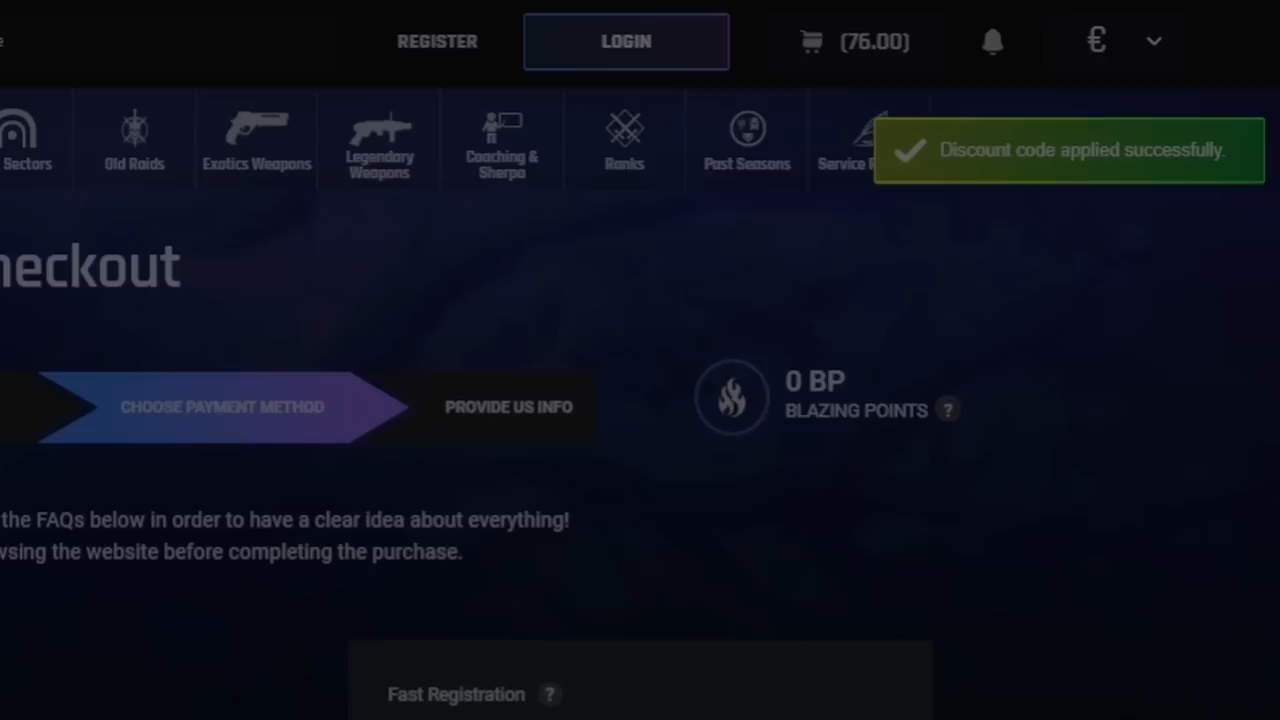 REGISTER
LOGIN
(76.00)
€
Sectors
Old Raids
Exotics Weapons
Legendary
Weapons
Coaching &
Sherpa
Ranks
Past Seasons
Service
Discount code applied successfully.
heckout
CHOOSE PAYMENT METHOD
PROVIDE US INFO
0 BP
BLAZING POINTS ?
the FAQs below in order to have a clear idea about everything!
wsing the website before completing the purchase.
Fast Registration ?